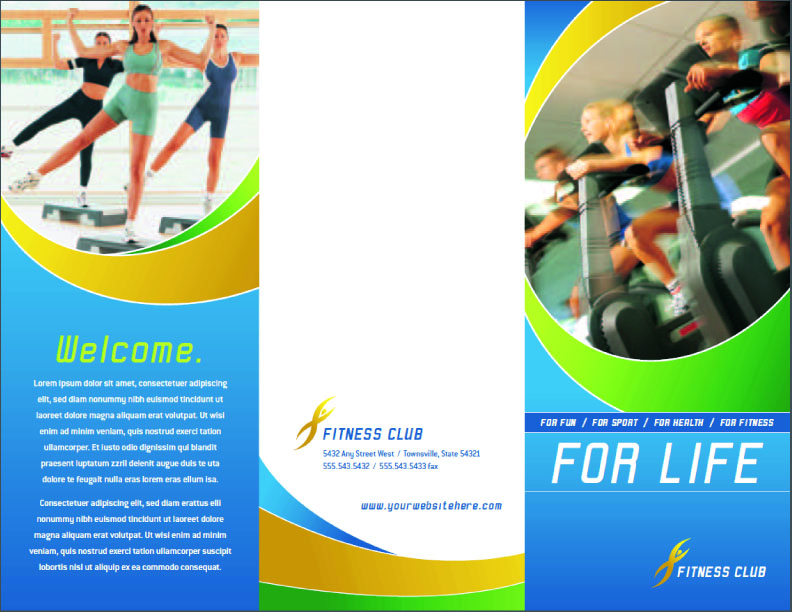 Welcome.
Lorem ipsum dolor sit amet, consectetuer adipiscing
elit, sed diam nonummy nibh euismod tincidunt ut
laoreet dolore magna aliquam erat volutpat. Ut wisi
enim ad minim veniam, quis nostrud exerci tation
ullamcorper. Et iusto odio dignissim qui blandit
praesent luptatum zzril delenit augue duis te uta
dolore te feugait nulla eras lorem eras ellum isa.
Consectetuer adipiscing elit, sed diam erattus elli
nonummy nibh euismod tincidunt ut laoreet dolore
magna aliquam erat volutpat. Ut wisi enim ad minim
veniam, quis nostrud exerci tation ullamcorper suscipit
lobortis nisl ut aliquip ex ea commodo consequat.
FITNESS CLUB
5432 Any Street West / Townsville, State 54321
555.543.5432 / 555.543.5433 fax
www.yourwebsitehere.com
FOR FUN / FOR SPORT / FOR HEALTH / FOR FITNESS
FOR LIFE
FITNESS CLUB